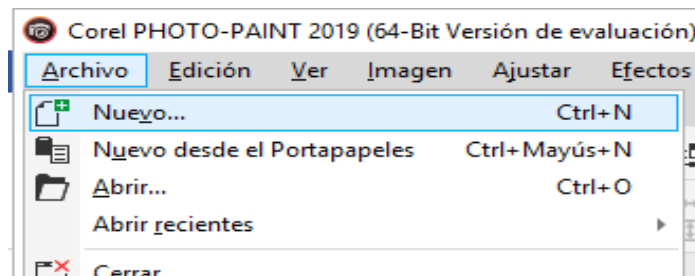 Corel PHOTO-PAINT 2019 (64-Bit Versión de evaluación)
Archivo Edición Ver Imagen Ajustar Efectos
Nuevo... Ctrl+N
Nuevo desde el Portapapeles Ctrl+Mayús+N
Abrir... Ctrl+O
Abrir recientes
Cerrar